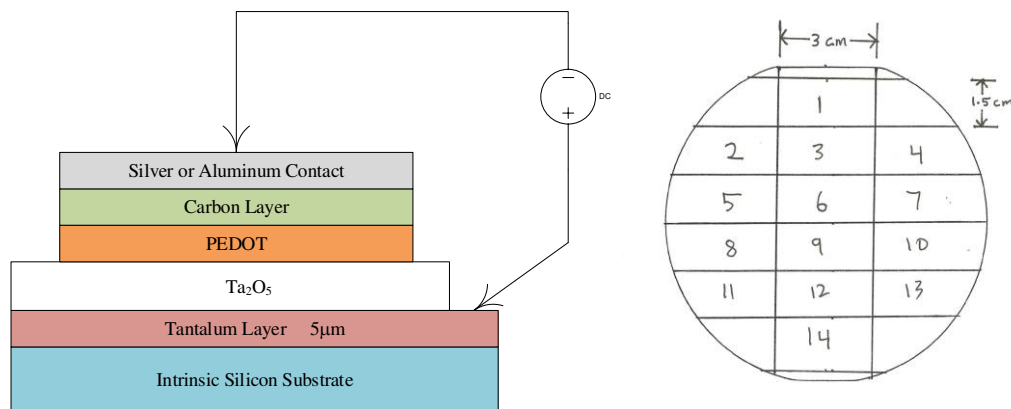 −
+
DC
Silver or Aluminum Contact
Carbon Layer
PEDOT
Ta₂O₅
Tantalum Layer 5μm
Intrinsic Silicon Substrate
3 cm
1.5 cm
1
2 3 4
5 6 7
8 9 10
11 12 13
14